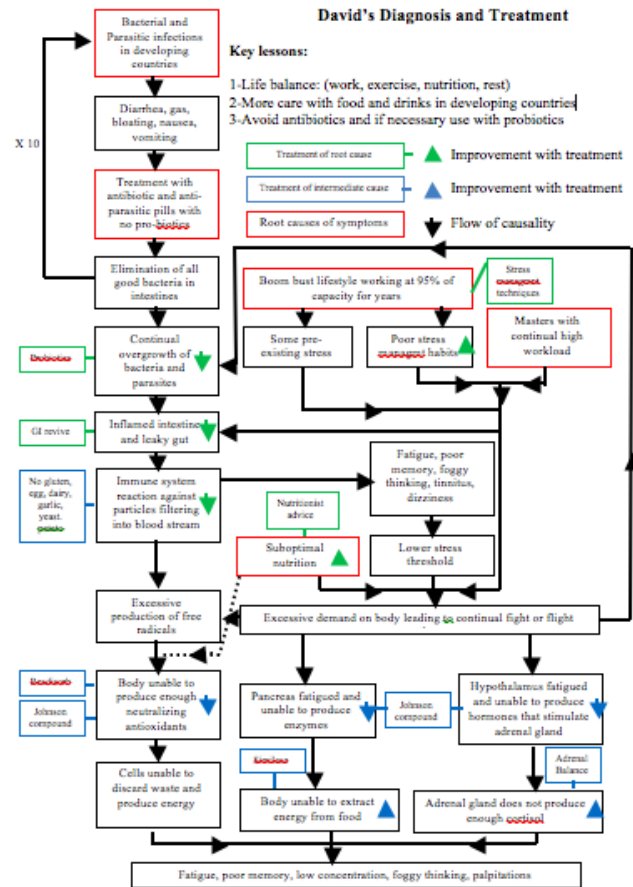 David's Diagnosis and Treatment
Key lessons:
1-Life balance: (work, exercise, nutrition, rest)
2-More care with food and drinks in developing countries
3-Avoid antibiotics and if necessary use with probiotics
Treatment of root cause
Improvement with treatment
Treatment of intermediate cause
Improvement with treatment
Root causes of symptoms
Flow of causality
Bacterial and
Parasitic infections
in developing
countries
X 10
Diarrhea, gas,
bloating, nausea,
vomiting
Treatment with
antibiotic and anti-
parasitic pills with
no pro-biotics
Elimination of all
good bacteria in
intestines
Boom bust lifestyle working at 95% of
capacity for years
Stress
managmt
techniques
Some pre-
existing stress
Poor stress
managmt habits
Masters with
continual high
workload
Probiotics
Continual
overgrowth of
bacteria and
parasites
GI revive
Inflamed intestine
and leaky gut
No gluten,
egg, dairy,
garlic,
yeast,
Immune system
reaction against
particles filtering
into blood stream
Fatigue, poor
memory, foggy
thinking, tinnitus,
dizziness
Nutritionist
advice
Suboptimal
nutrition
Lower stress
threshold
Excessive
production of free
radicals
Excessive demand on body leading to continual fight or flight
Johnson
compound
Body unable to
produce enough
neutralizing
antioxidants
Pancreas fatigued and
unable to produce
enzymes
Johnson
compound
Hypothalamus fatigued
and unable to produce
hormones that stimulate
adrenal gland
Cells unable to
discard waste and
produce energy
Body unable to extract
energy from food
Adrenal
Balance
Adrenal gland does not produce
enough cortisol
Fatigue, poor memory, low concentration, foggy thinking, palpitations